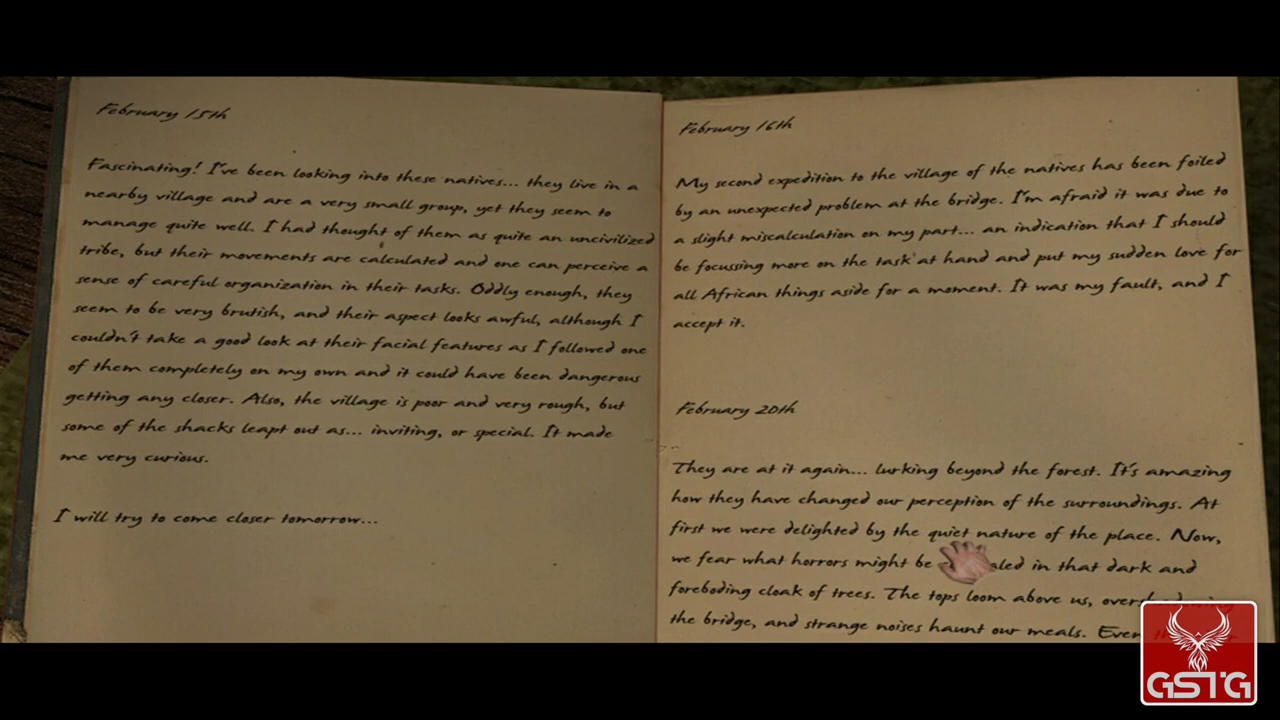 February 15th
Fascinating! I've been looking into these natives... they live in a
nearby village and are a very small group, yet they seem to
manage quite well. I had thought of them as quite an uncivilized
tribe, but their movements are calculated and one can perceive a
sense of careful organization in their tasks. Oddly enough, they
seem to be very brutish, and their aspect looks awful, although I
couldn't take a good look at their facial features as I followed one
of them completely on my own and it could have been dangerous
getting any closer. Also, the village is poor and very rough, but
some of the shacks leapt out as... inviting, or special. It made
me very curious.
I will try to come closer tomorrow...
February 16th
My second expedition to the village of the natives has been foiled
by an unexpected problem at the bridge. I'm afraid it was due to
a slight miscalculation on my part... an indication that I should
be focussing more on the task at hand and put my sudden love for
all African things aside for a moment. It was my fault, and I
accept it.
February 20th
They are at it again... lurking beyond the forest. It's amazing
how they have changed our perception of the surroundings. At
first we were delighted by the quiet nature of the place. Now,
we fear what horrors might be in that dark and
foreboding cloak of trees. The tops loom above us,
the bridge, and strange noises haunt our meals. Even
GSTG